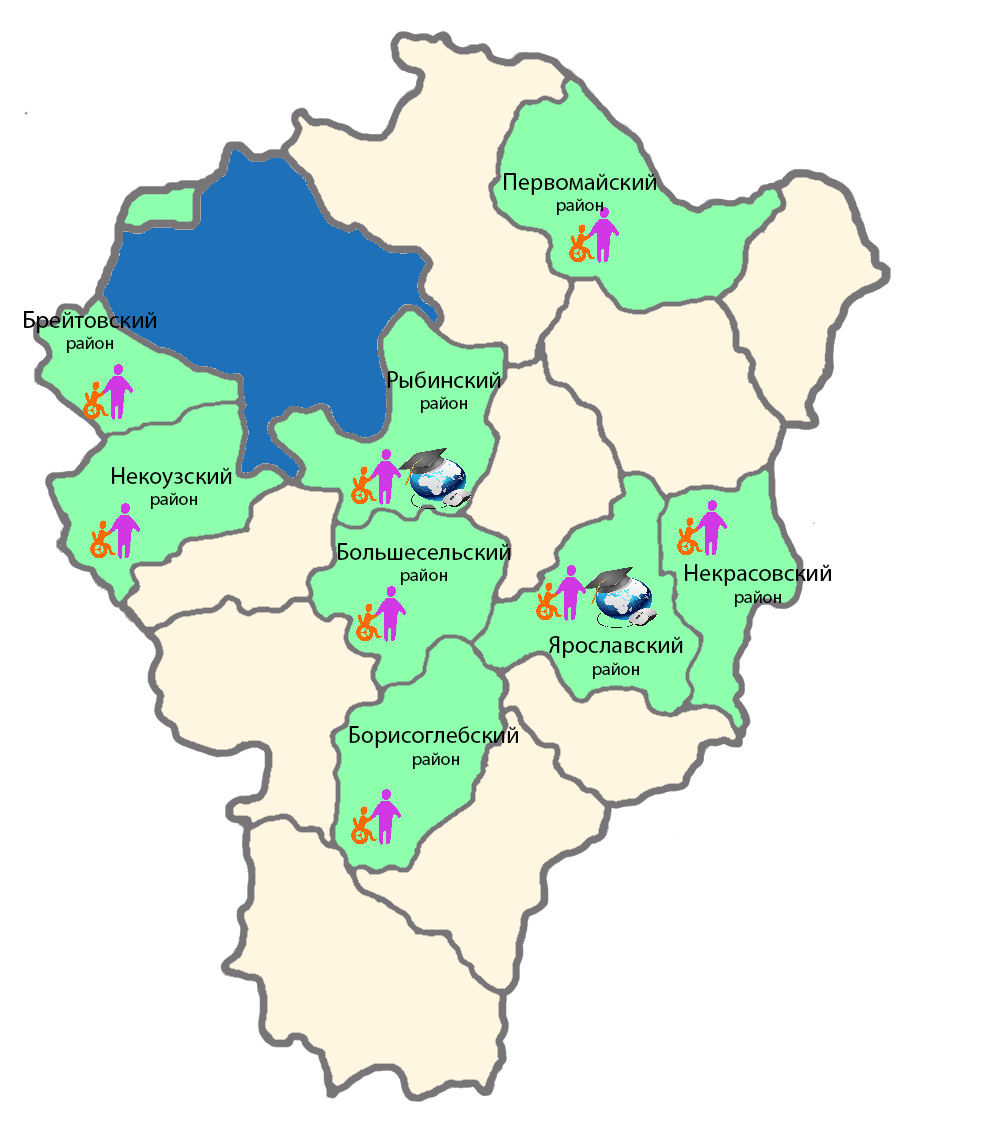 Первомайский
район
Брейтовский
район
Рыбинский
район
Некоузский
район
Большесельский
район
Некрасовский
район
Ярославский
район
Борисоглебский
район